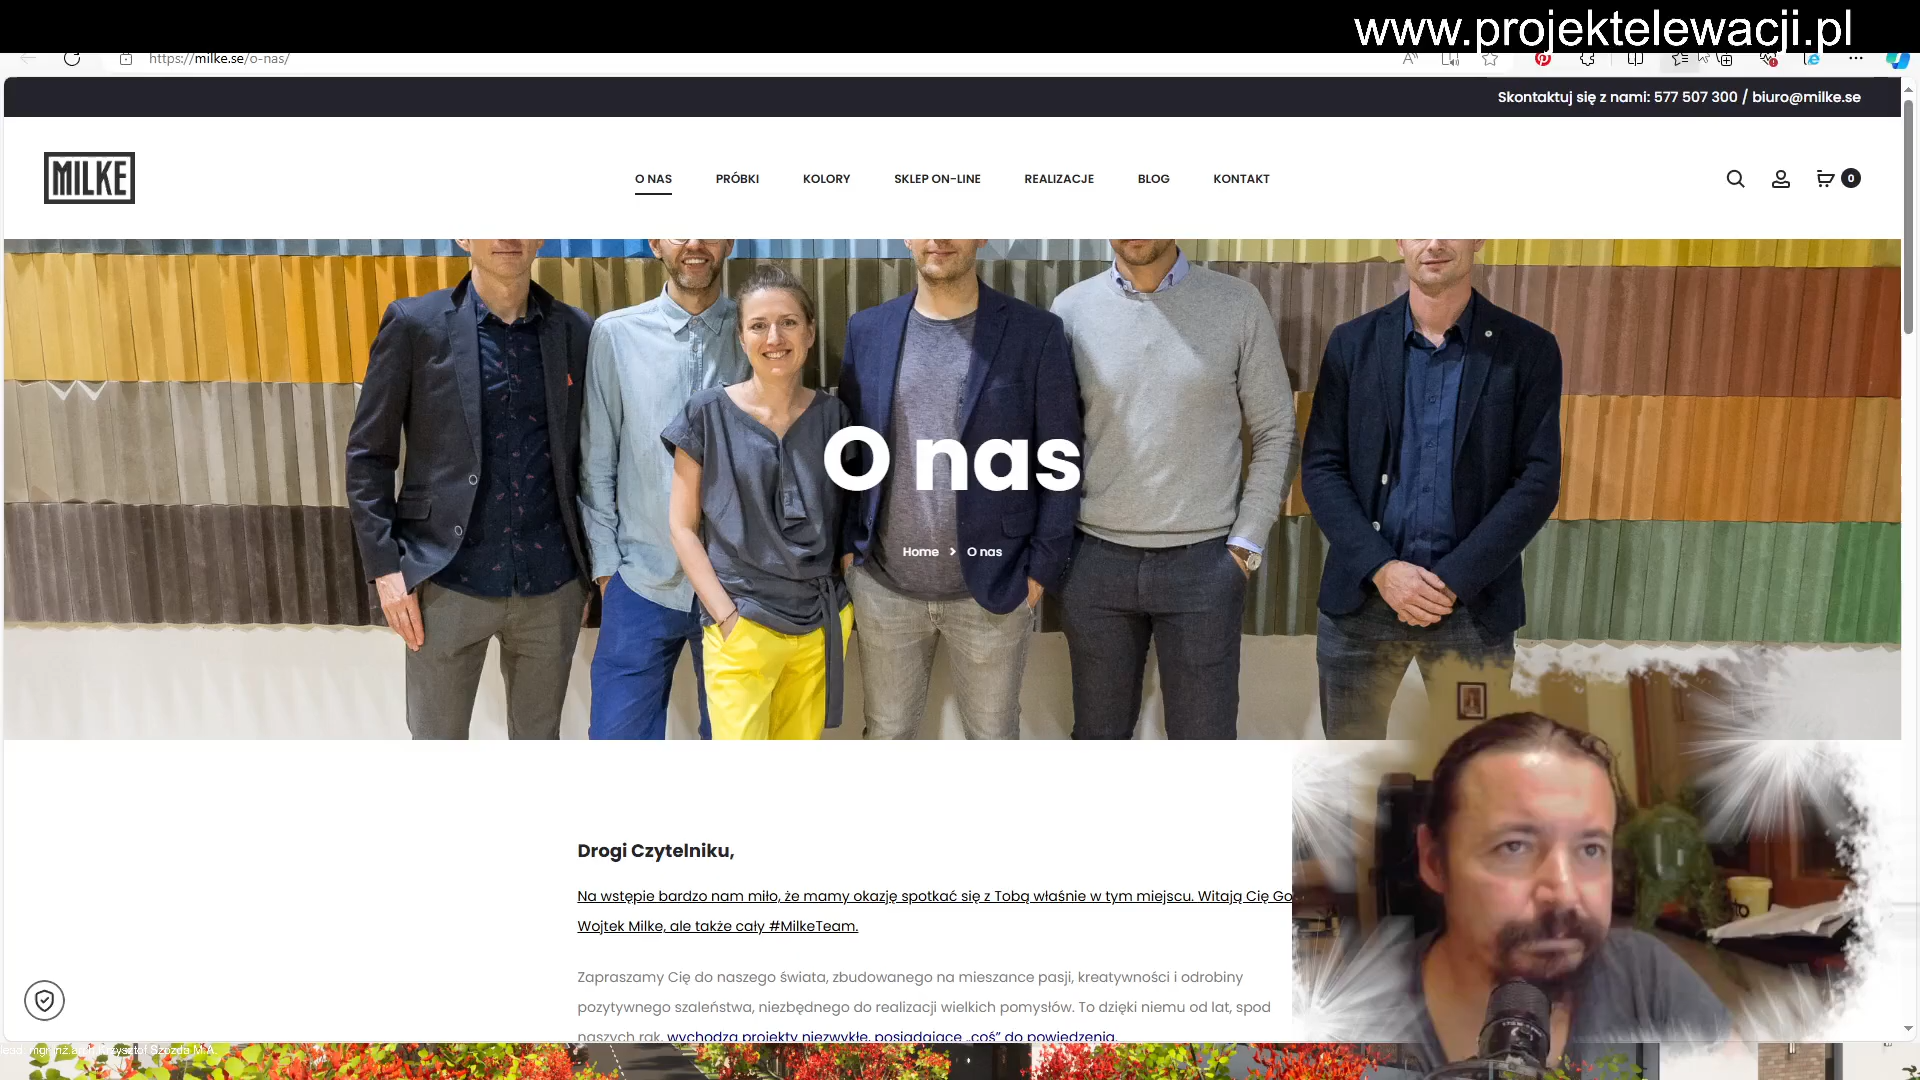 www.projektelewacji.pl
https://milke.se/o-nas/
Skontaktuj się z nami: 577 507 300 / biuro@milke.se
MILKE
O NAS
PRÓBKI
KOLORY
SKLEP ON-LINE
REALIZACJE
BLOG
KONTAKT
0
O nas
Home > O nas
Drogi Czytelniku,
Na wstępie bardzo nam miło, że mamy okazję spotkać się z Tobą właśnie w tym miejscu. Witają Cię Go
Wojtek Milke, ale także cały #MilkeTeam.
Zapraszamy Cię do naszego świata, zbudowanego na mieszance pasji, kreatywności i odrobiny
pozytywnego szaleństwa, niezbędnego do realizacji wielkich pomysłów. To dzięki niemu od lat, spod
naszych rąk, wychodzą projekty niezwykłe, posiadające „coś” do powiedzenia.
Krzysztof Szozda M.A.